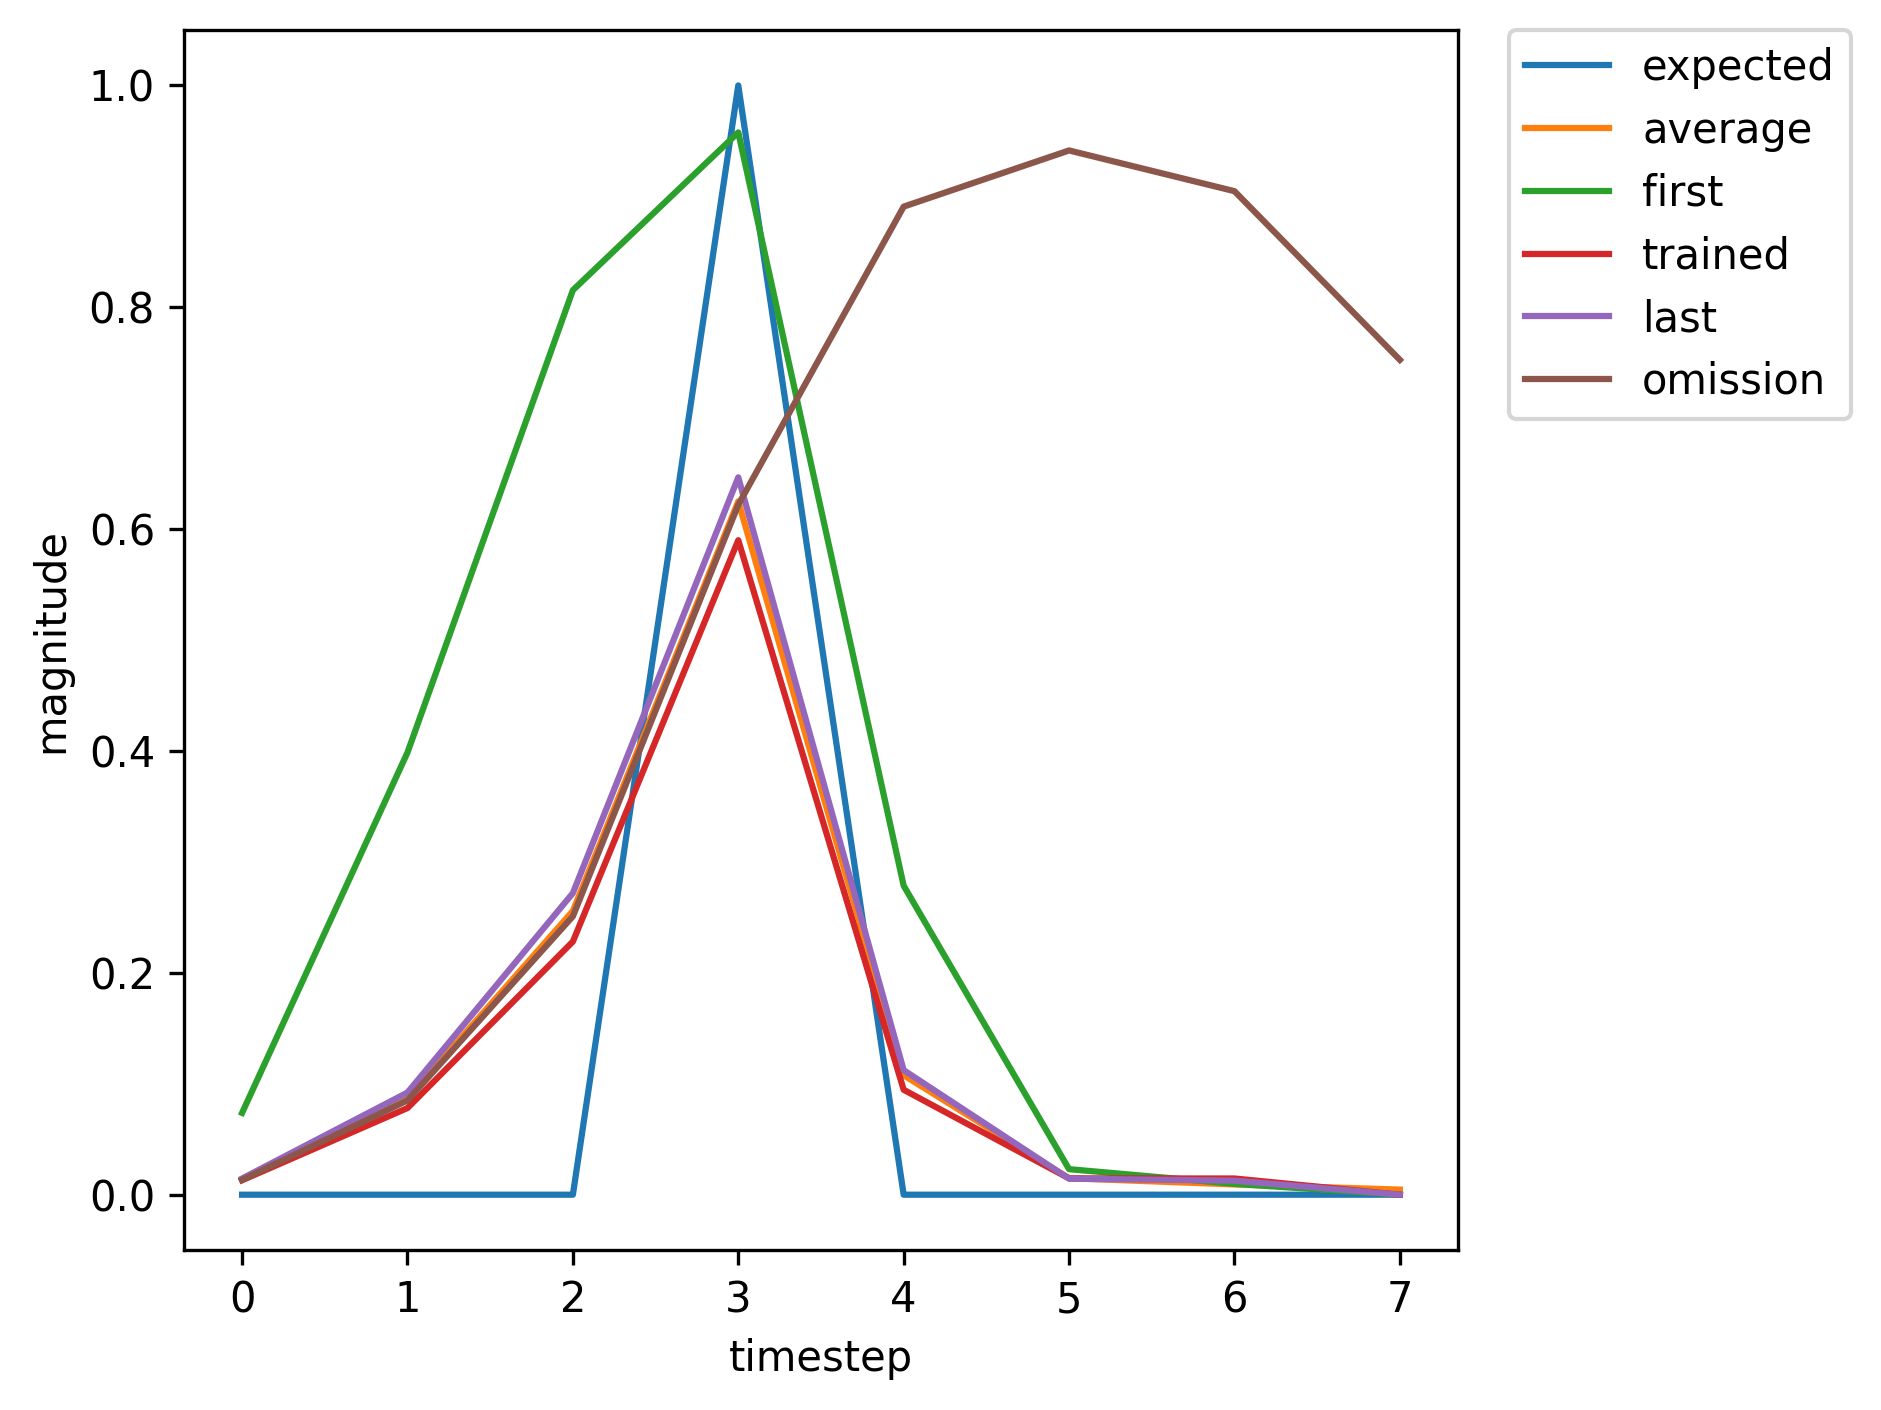 expected
average
first
trained
last
omission
1.0
0.8
0.6
0.4
0.2
0.0
magnitude
0 1 2 3 4 5 6 7
timestep